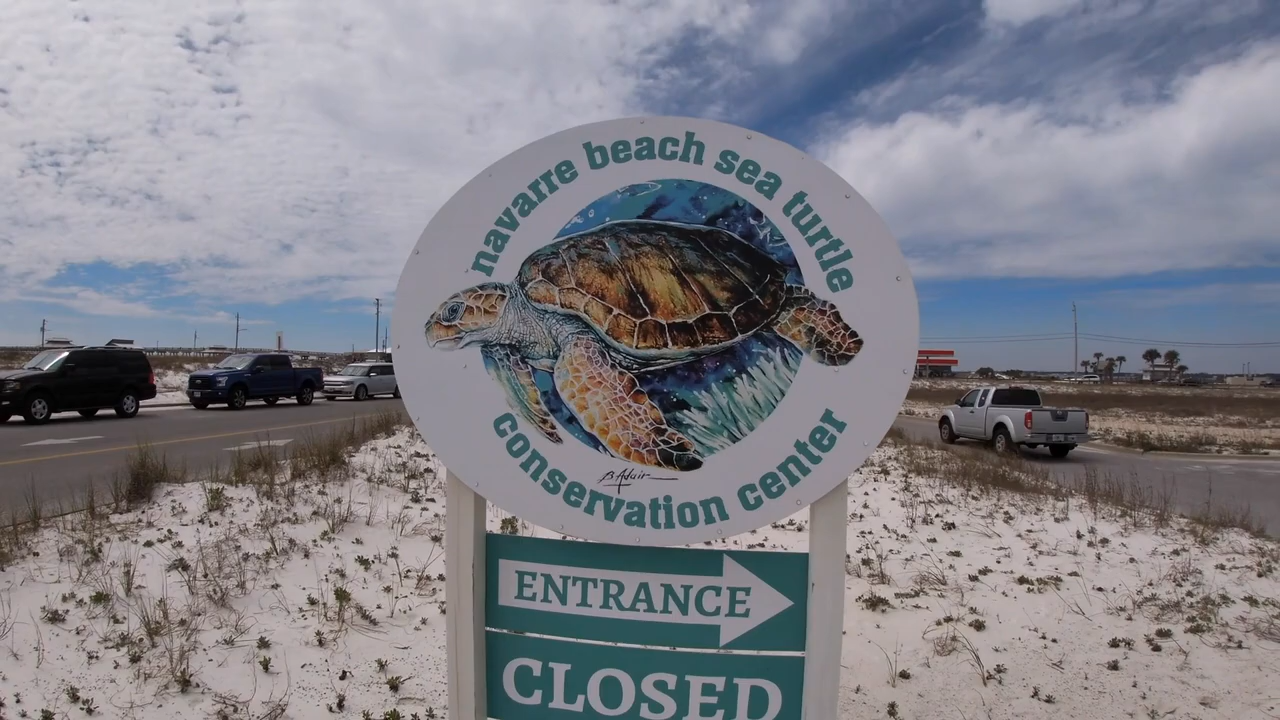 navarre beach sea turtle
conservation center
B Adair
ENTRANCE
CLOSED